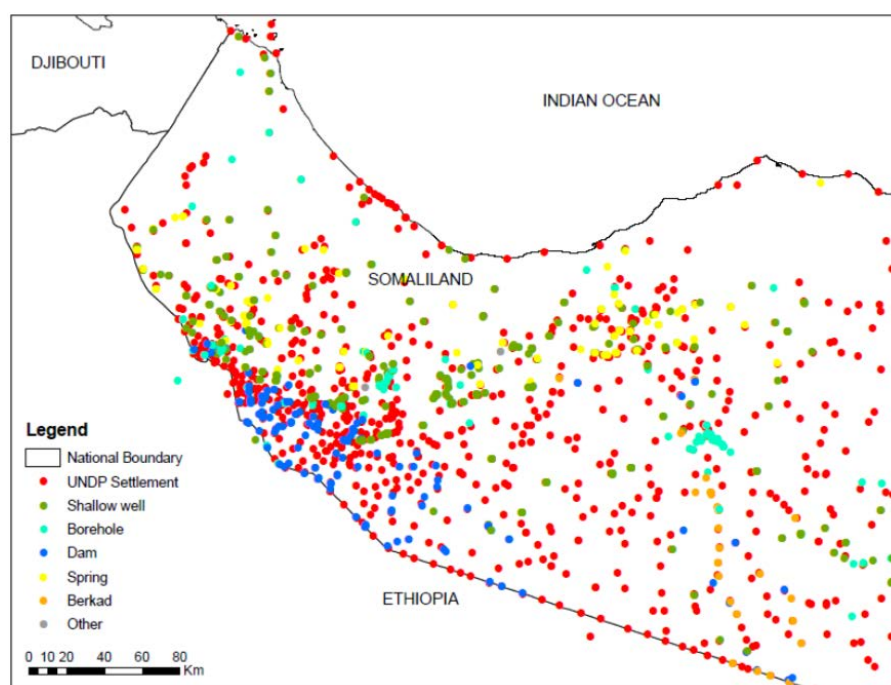 DJIBOUTI
INDIAN OCEAN
SOMALILAND
ETHIOPIA
Legend
National Boundary
UNDP Settlement
Shallow well
Borehole
Dam
Spring
Berkad
Other
0 10 20 40 60 80
Km